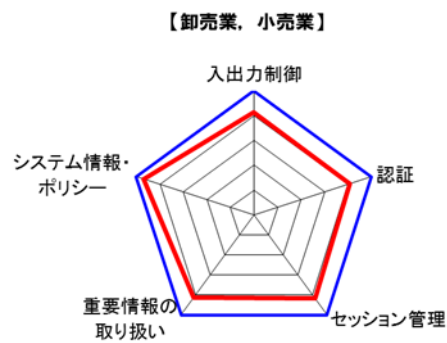 【卸売業, 小売業】
入出力制御
認証
セッション管理
重要情報の
取り扱い
システム情報・
ポリシー